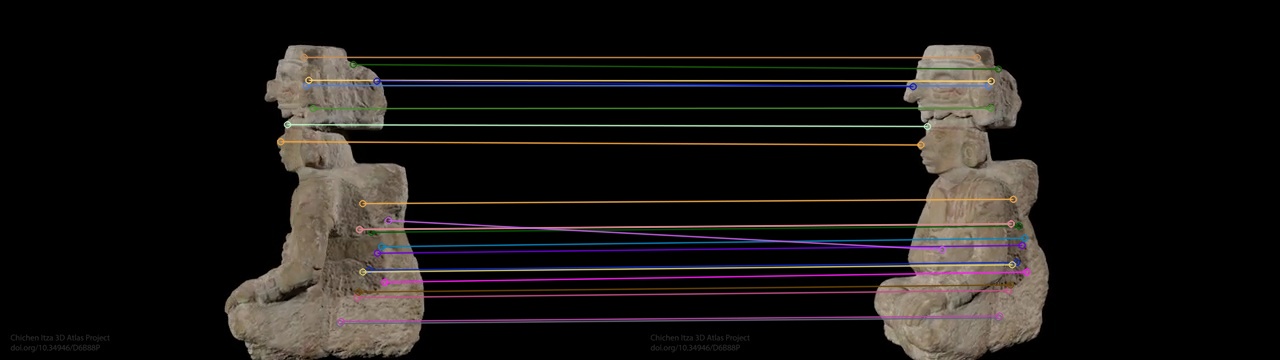 Chichen Itza 3D Atlas Project
doi.org/10.34946/D6B88P
Chichen Itza 3D Atlas Project
doi.org/10.34946/D6B88P